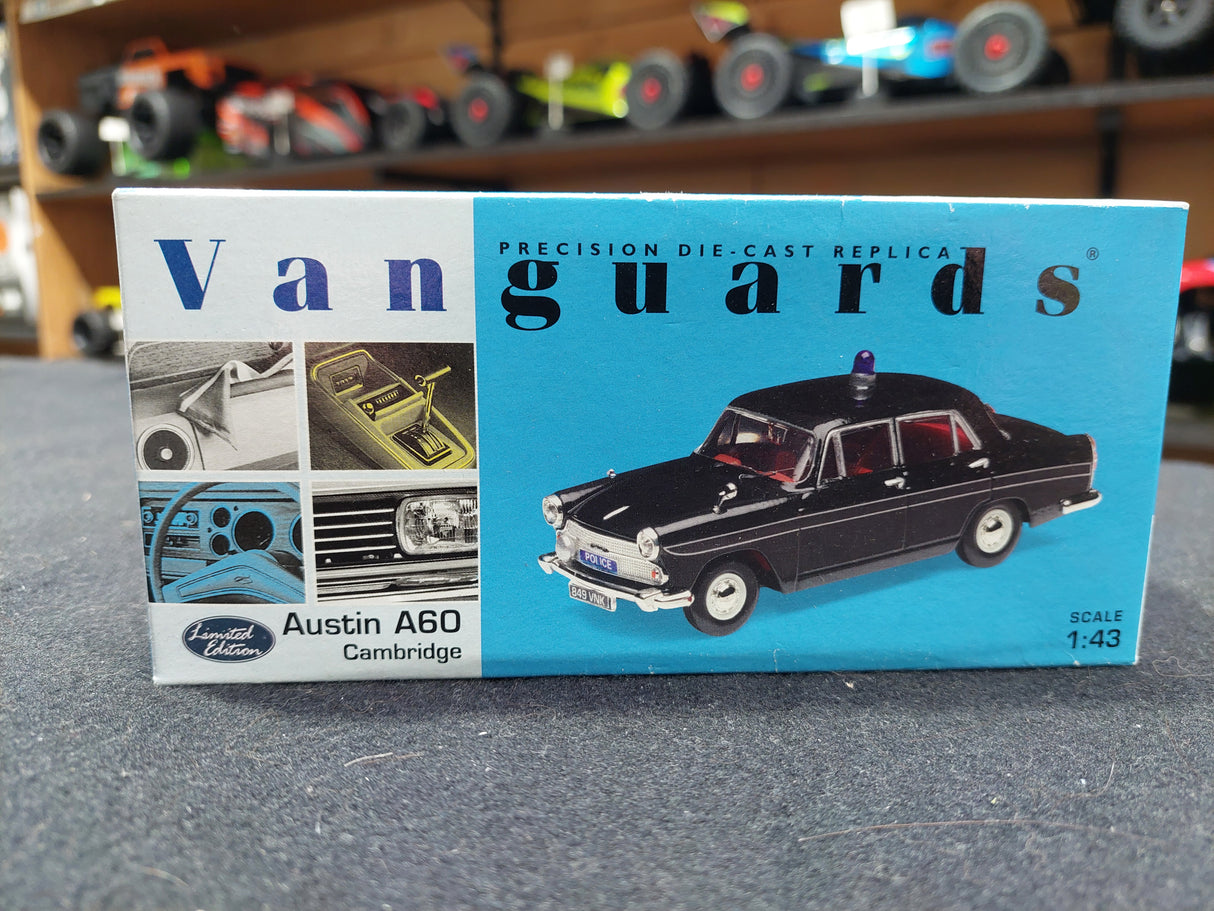 Vanguards®
PRECISION DIE-CAST REPLICA
POLICE
849 VNK
Limited
Edition
Austin A60
Cambridge
SCALE
1:43